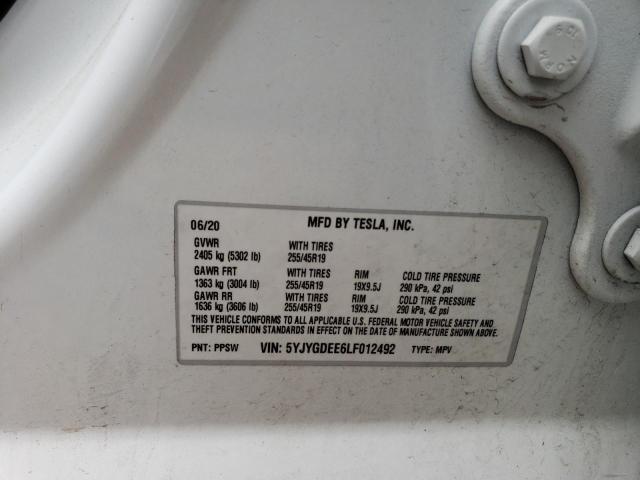 10.9
NORM
06/20 MFD BY TESLA, INC.
GVWR WITH TIRES
2405 kg (5302 lb) 255/45R19
GAWR FRT WITH TIRES RIM COLD TIRE PRESSURE
1363 kg (3004 lb) 255/45R19 19X9.5J 290 kPa, 42 psi
GAWR RR WITH TIRES RIM COLD TIRE PRESSURE
1636 kg (3606 lb) 255/45R19 19X9.5J 290 kPa, 42 psi
THIS VEHICLE CONFORMS TO ALL APPLICABLE U.S. FEDERAL MOTOR VEHICLE SAFETY AND
THEFT PREVENTION STANDARDS IN EFFECT ON THE DATE OF MANUFACTURE SHOWN ABOVE.
PNT: PPSW VIN: 5YJYGDEE6LF012492 TYPE: MPV